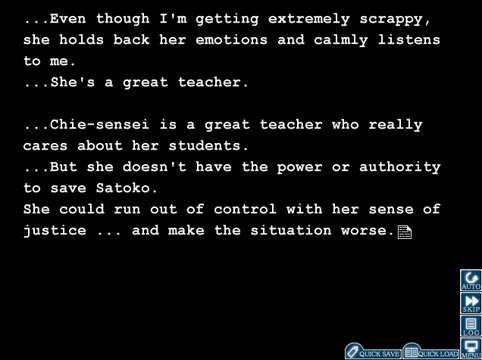 ...Even though I'm getting extremely scrappy,
she holds back her emotions and calmly listens
to me.
...She's a great teacher.
...Chie-sensei is a great teacher who really
cares about her students.
...But she doesn't have the power or authority
to save Satoko.
She could run out of control with her sense of
justice ... and make the situation worse.
AUTO
SKIP
LOG
QUICK SAVE
QUICK LOAD
MENU